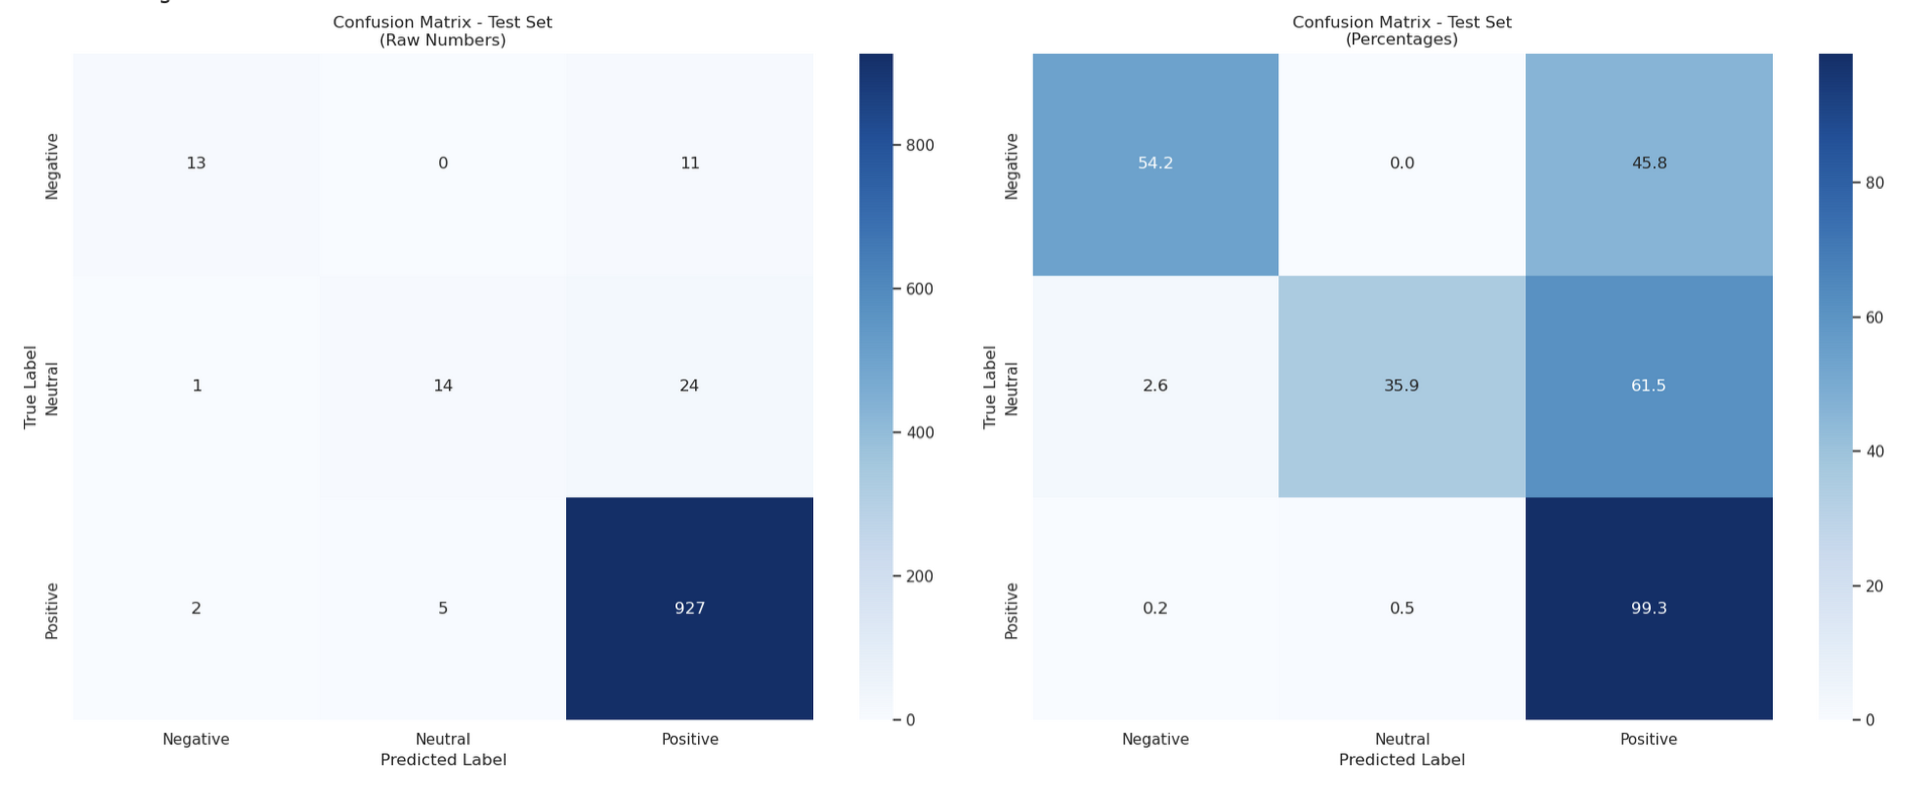 Confusion Matrix - Test Set
(Raw Numbers)
Negative
13 0 11
800
600
True Label
Neutral
1 14 24
400
200
Positive
2 5 927
0
Negative Neutral Positive
Predicted Label
Confusion Matrix - Test Set
(Percentages)
Negative
54.2 0.0 45.8
80
60
True Label
Neutral
2.6 35.9 61.5
40
20
Positive
0.2 0.5 99.3
0
Negative Neutral Positive
Predicted Label